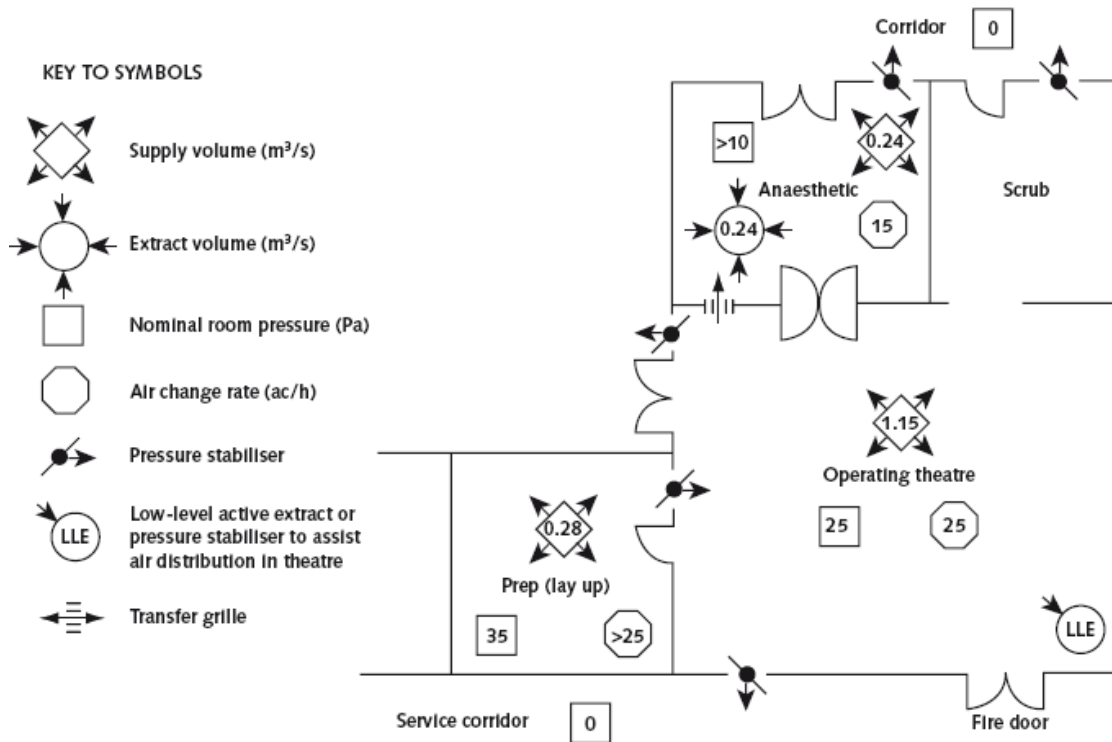 KEY TO SYMBOLS
Supply volume (m³/s)
Extract volume (m³/s)
Nominal room pressure (Pa)
Air change rate (ac/h)
Pressure stabiliser
LLE
Low-level active extract or
pressure stabiliser to assist
air distribution in theatre
Transfer grille
Corridor
0
>10
0.24
Anaesthetic
0.24
15
Scrub
1.15
Operating theatre
25
25
0.28
Prep (lay up)
35
>25
LLE
Service corridor
0
Fire door